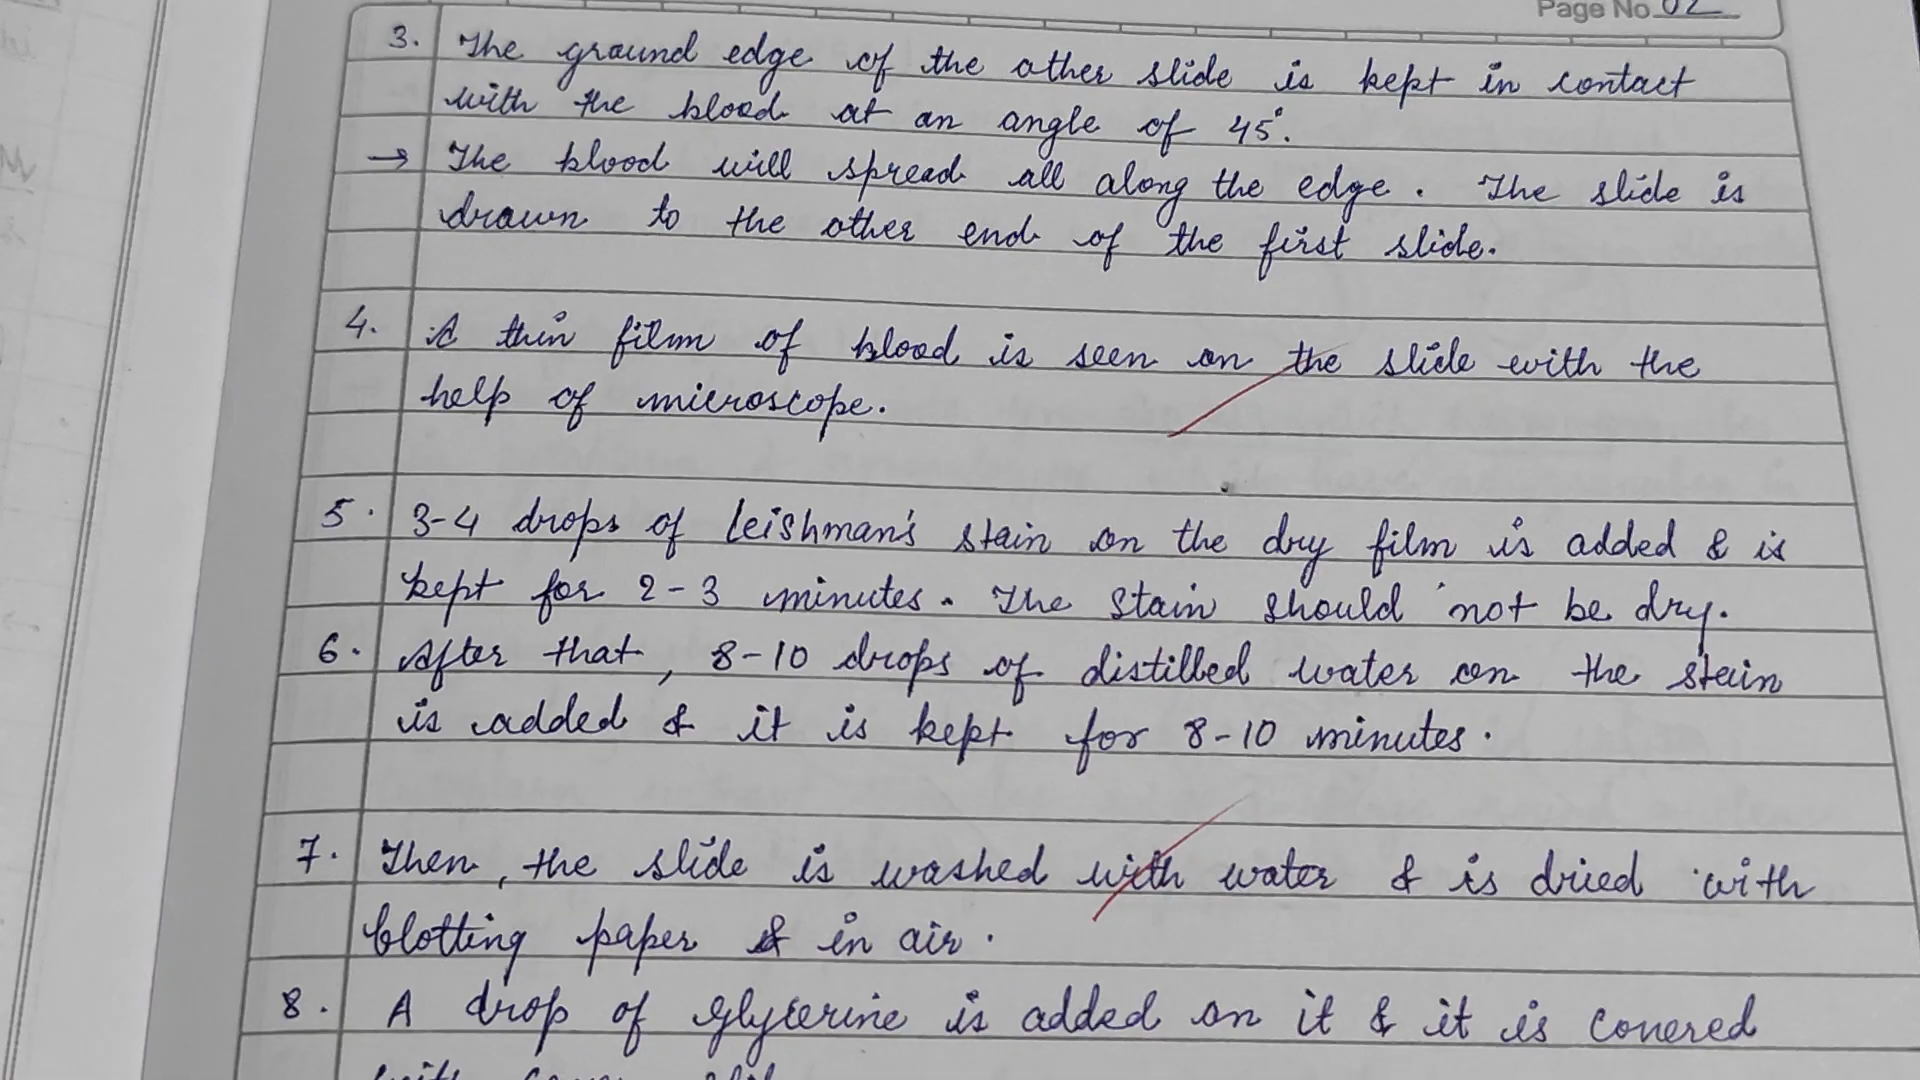 Page No 02
3. The ground edge of the other slide is kept in contact
with the blood at an angle of 45°.
→ The blood will spread all along the edge. The slide is
drawn to the other end of the first slide.
4. A thin film of blood is seen on the slide with the
help of microscope.
5. 3-4 drops of Leishman's stain on the dry film is added & is
kept for 2-3 minutes. The stain should not be dry.
6. After that, 8-10 drops of distilled water on the stain
is added & it is kept for 8-10 minutes.
7. Then, the slide is washed with water & is dried with
blotting paper & in air.
8. A drop of glycerine is added on it & it is covered
with cover slip